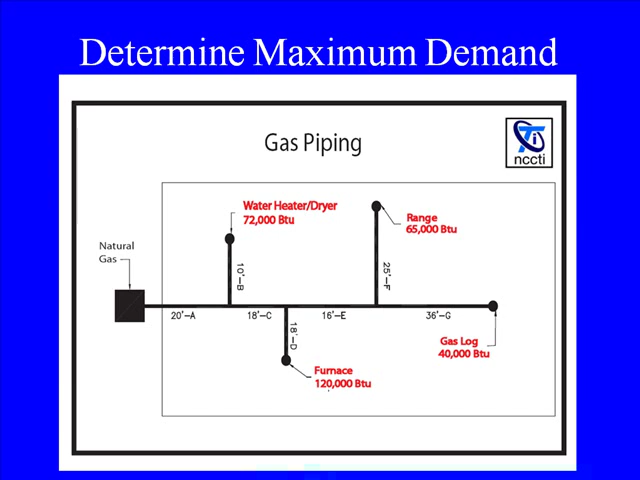 Determine Maximum Demand
Gas Piping
Ti
nccti
Water Heater/Dryer
72,000 Btu
Range
65,000 Btu
Natural
Gas
10'-B
25'-F
20'-A
18'-C
16'-E
36'-G
18'-D
Gas Log
40,000 Btu
Furnace
120,000 Btu